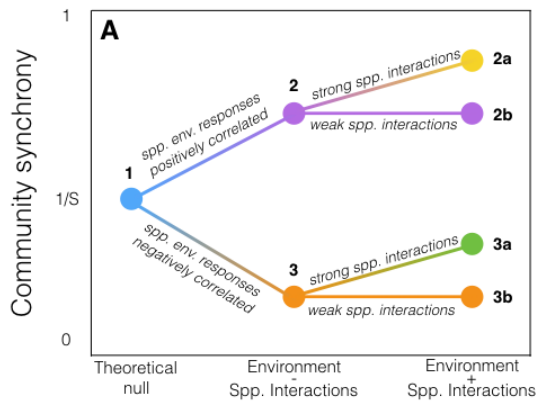 1
A
Community synchrony
1/S
0
1
spp. env. responses
positively correlated
spp. env. responses
negatively correlated
2
strong spp. interactions
2a
weak spp. interactions
2b
3
strong spp. interactions
3a
weak spp. interactions
3b
Theoretical
null
Environment
-
Spp. Interactions
Environment
+
Spp. Interactions